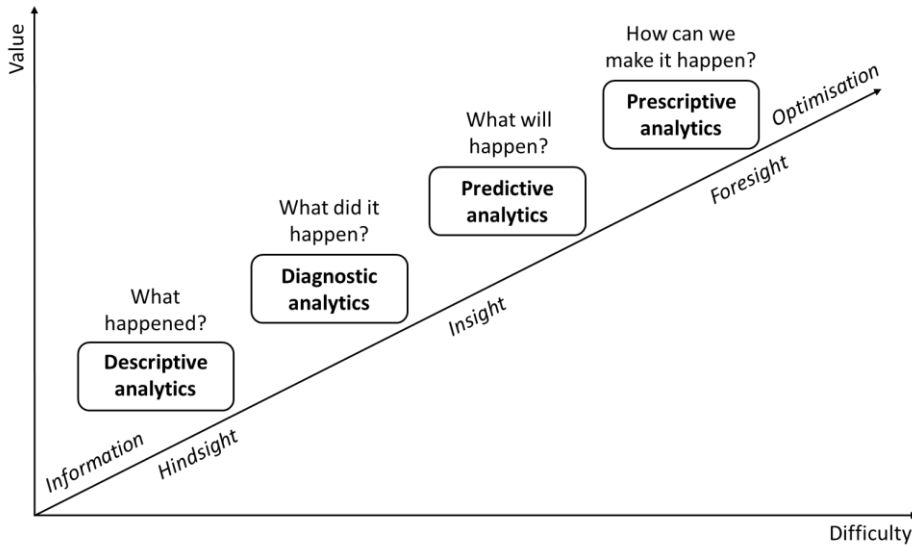 Value
How can we
make it happen?
Prescriptive
analytics
Optimisation
What will
happen?
Predictive
analytics
Foresight
What did it
happen?
Diagnostic
analytics
Insight
What
happened?
Descriptive
analytics
Information
Hindsight
Difficulty